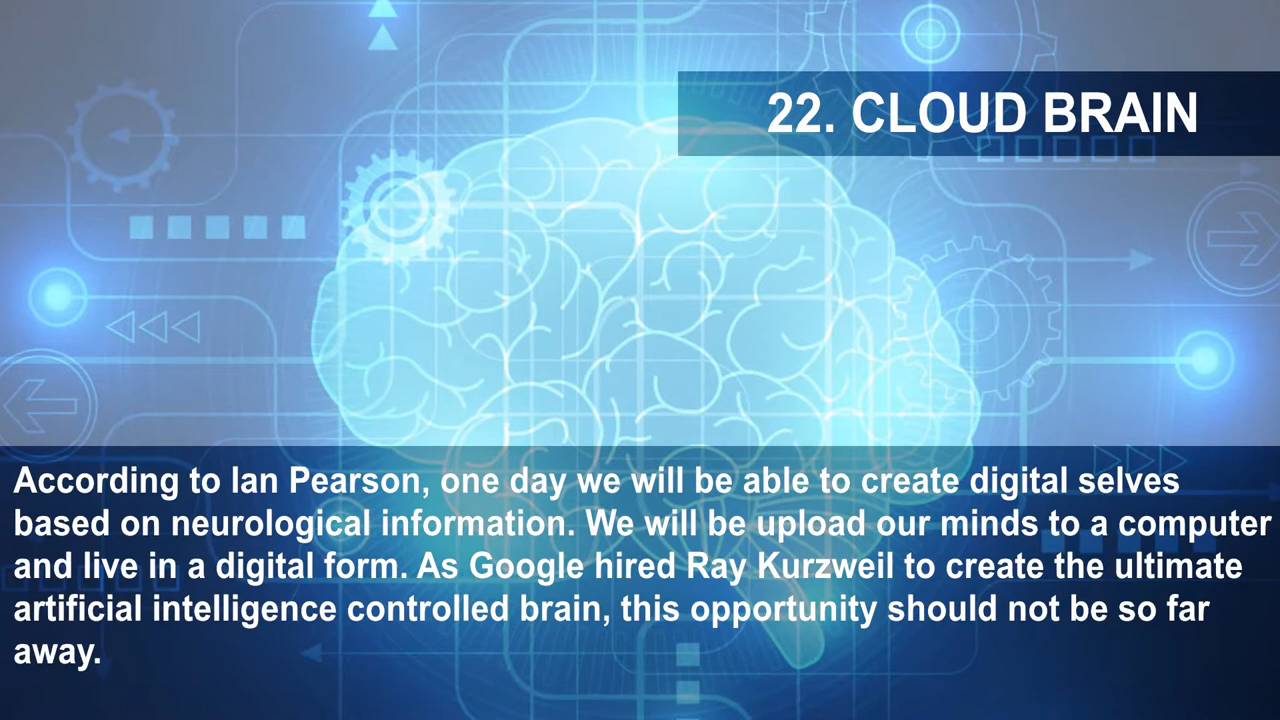 22. CLOUD BRAIN
According to Ian Pearson, one day we will be able to create digital selves
based on neurological information. We will be upload our minds to a computer
and live in a digital form. As Google hired Ray Kurzweil to create the ultimate
artificial intelligence controlled brain, this opportunity should not be so far
away.